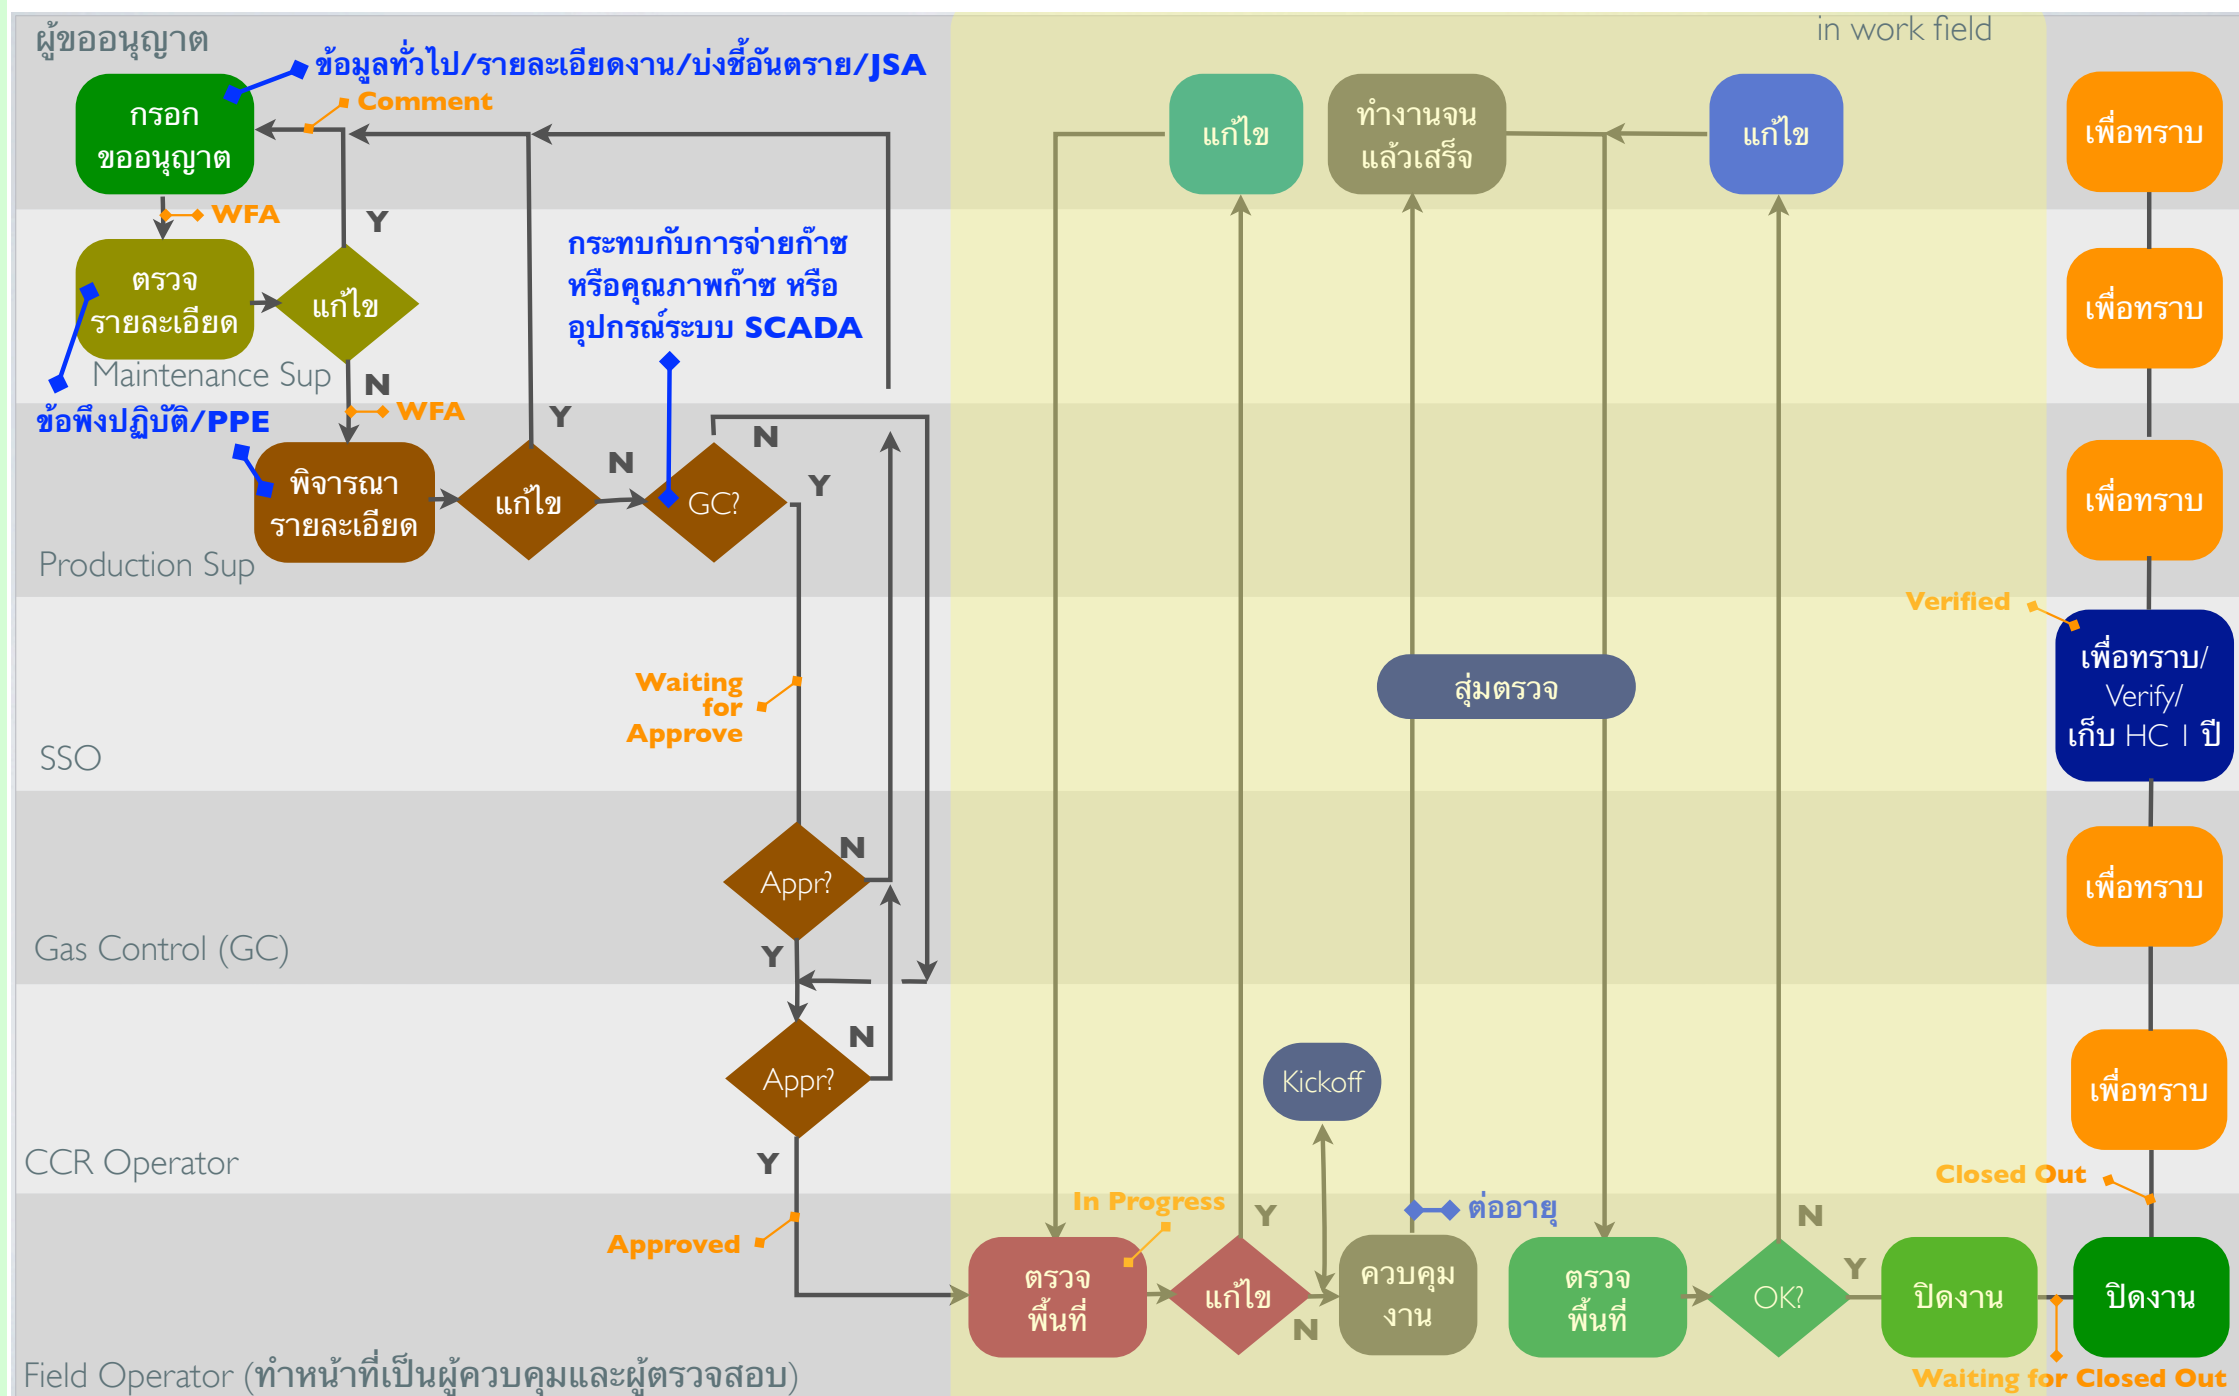 ผู้ขออนุญาต
in work field
ข้อมูลทั่วไป/รายละเอียดงาน/บ่งชี้อันตราย/JSA
Comment
กรอก
ขออนุญาต
แก้ไข
ทำงานจน
แล้วเสร็จ
แก้ไข
เพื่อทราบ
WFA
Y
ตรวจ
รายละเอียด
แก้ไข
กระทบกับการจ่ายก๊าซ
หรือคุณภาพก๊าซ หรือ
อุปกรณ์ระบบ SCADA
เพื่อทราบ
Maintenance Sup
N
WFA
ข้อพึงปฏิบัติ/PPE
Y
N
พิจารณา
รายละเอียด
แก้ไข
N
GC?
Y
เพื่อทราบ
Production Sup
Verified
Waiting
for
Approve
สุ่มตรวจ
เพื่อทราบ/
Verify/
เก็บ HC 1 ปี
SSO
N
Appr?
เพื่อทราบ
Gas Control (GC)
Y
N
Appr?
Kickoff
เพื่อทราบ
CCR Operator
Y
Closed Out
In Progress
Y
ต่ออายุ
N
Approved
ตรวจ
พื้นที่
แก้ไข
N
ควบคุม
งาน
ตรวจ
พื้นที่
OK?
Y
ปิดงาน
ปิดงาน
Field Operator (ทำหน้าที่เป็นผู้ควบคุมและผู้ตรวจสอบ)
Waiting for Closed Out